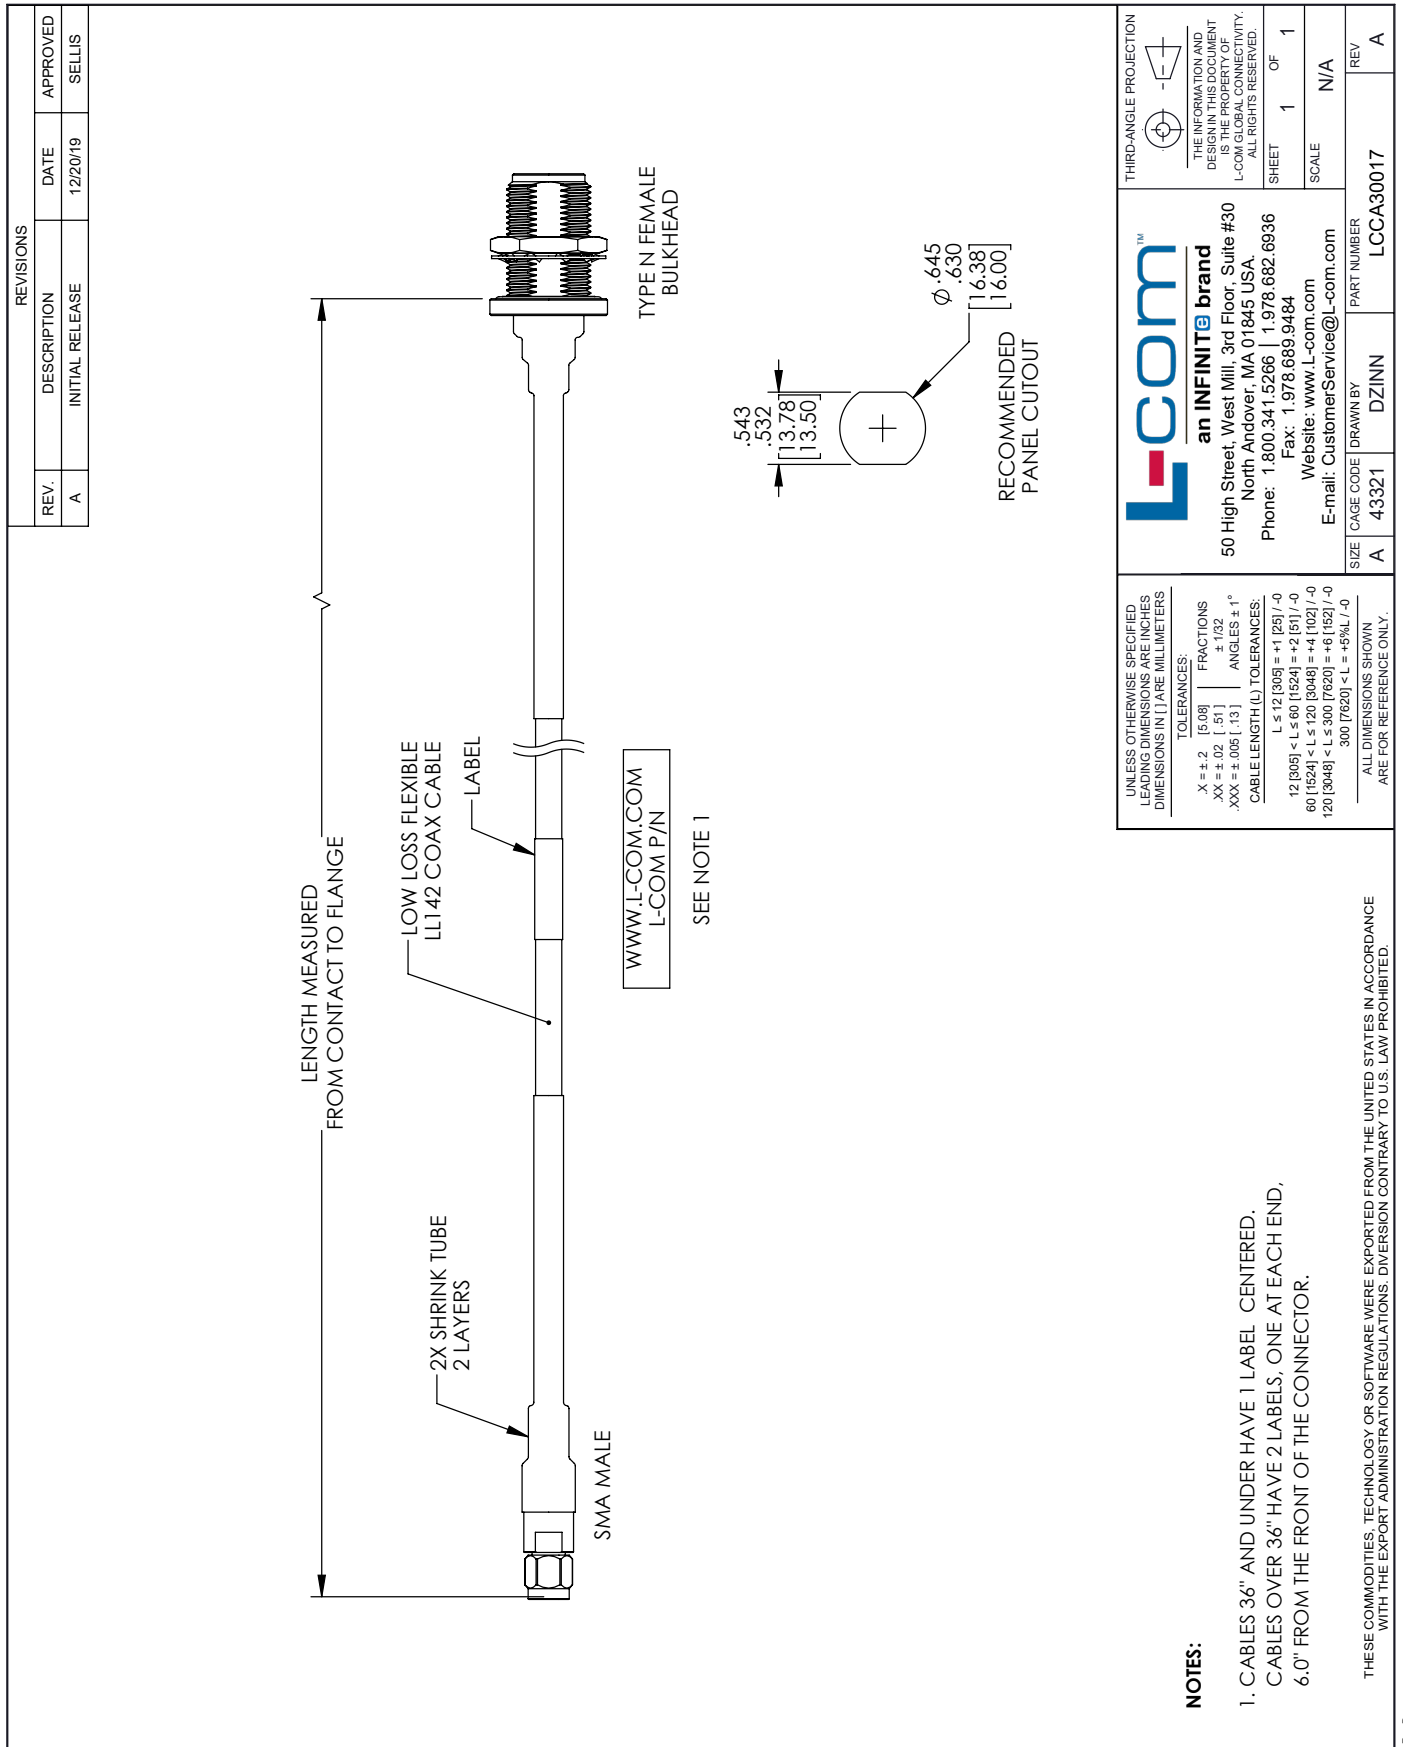 REVISIONS
REV. DESCRIPTION DATE APPROVED
A INITIAL RELEASE 12/20/19 SELLIS
LENGTH MEASURED
FROM CONTACT TO FLANGE
LOW LOSS FLEXIBLE
LL142 COAX CABLE
LABEL
2X SHRINK TUBE
2 LAYERS
SMA MALE
TYPE N FEMALE
BULKHEAD
WWW.L-COM.COM
L-COM P/N
SEE NOTE 1
.543
.532
[13.78]
[13.50]
Ø .645
.630
[16.38]
[16.00]
RECOMMENDED
PANEL CUTOUT
NOTES:
1. CABLES 36" AND UNDER HAVE 1 LABEL CENTERED.
CABLES OVER 36" HAVE 2 LABELS, ONE AT EACH END,
6.0" FROM THE FRONT OF THE CONNECTOR.
THESE COMMODITIES, TECHNOLOGY OR SOFTWARE WERE EXPORTED FROM THE UNITED STATES IN ACCORDANCE
WITH THE EXPORT ADMINISTRATION REGULATIONS. DIVERSION CONTRARY TO U.S. LAW PROHIBITED.
UNLESS OTHERWISE SPECIFIED
LEADING DIMENSIONS ARE INCHES
DIMENSIONS IN [ ] ARE MILLIMETERS
TOLERANCES:
.X = ±.2 [5.08] FRACTIONS
.XX = ±.02 [.51] ± 1/32
.XXX = ±.005 [.13] ANGLES ± 1°
CABLE LENGTH (L) TOLERANCES:
L ≤ 12 [305] = +1 [25] / -0
12 [305] < L ≤ 60 [1524] = +2 [51] / -0
60 [1524] < L ≤ 120 [3048] = +4 [102] / -0
120 [3048] < L ≤ 300 [7620] = +6 [152] / -0
300 [7620] < L = +5%L / -0
ALL DIMENSIONS SHOWN
ARE FOR REFERENCE ONLY.
L-com™
an INFINITe brand
50 High Street, West Mill, 3rd Floor, Suite #30
North Andover, MA 01845 USA.
Phone: 1.800.341.5266 | 1.978.682.6936
Fax: 1.978.689.9484
Website: www.L-com.com
E-mail: CustomerService@L-com.com
THIRD-ANGLE PROJECTION
THE INFORMATION AND
DESIGN IN THIS DOCUMENT
IS THE PROPERTY OF
L-COM GLOBAL CONNECTIVITY.
ALL RIGHTS RESERVED.
SHEET 1 OF 1
SCALE N/A
SIZE A
CAGE CODE 43321
DRAWN BY DZINN
PART NUMBER LCCA30017
REV A